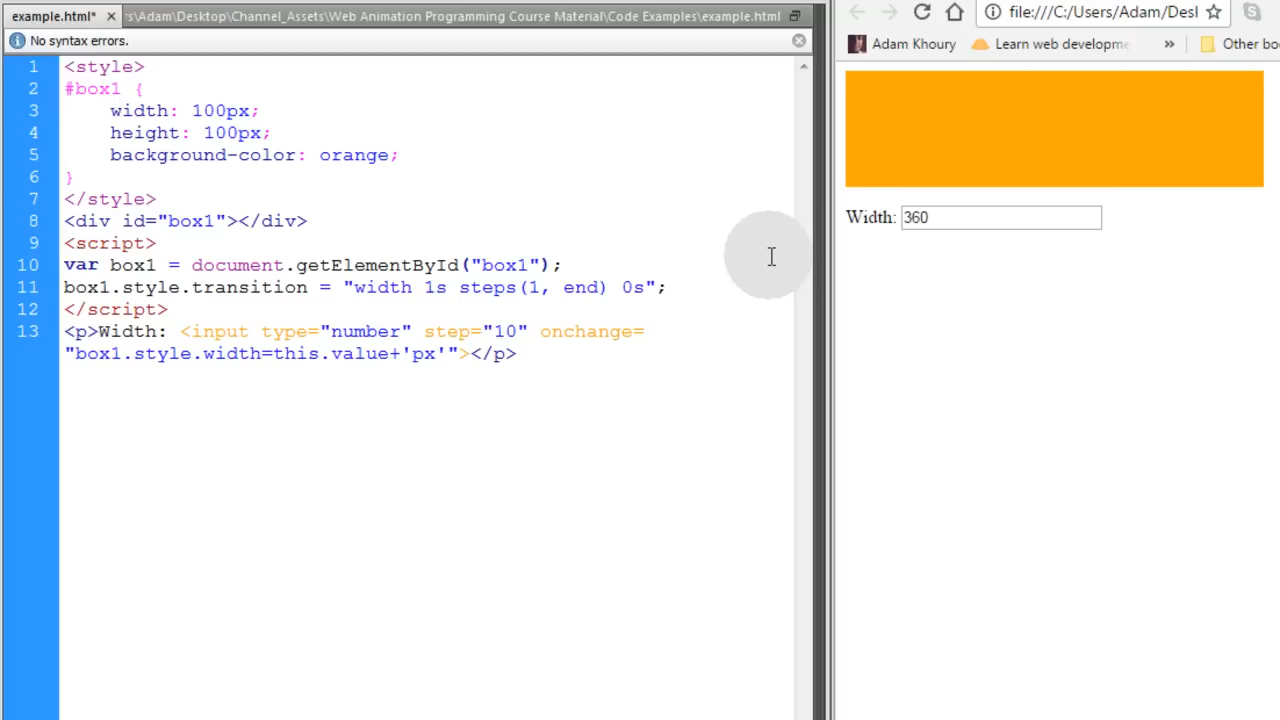 example.html* × :s\Adam\Desktop\Channel_Assets\Web Animation Programming Course Material\Code Examples\example.html
No syntax errors.
1 <style>
2 #box1 {
3 width: 100px;
4 height: 100px;
5 background-color: orange;
6 }
7 </style>
8 <div id="box1"></div>
9 <script>
10 var box1 = document.getElementById("box1");
11 box1.style.transition = "width 1s steps(1, end) 0s";
12 </script>
13 <p>Width: <input type="number" step="10" onchange=
"box1.style.width=this.value+'px'"></p>
file:///C:/Users/Adam/Desl
Adam Khoury Learn web developme » Other bo
Width: 360